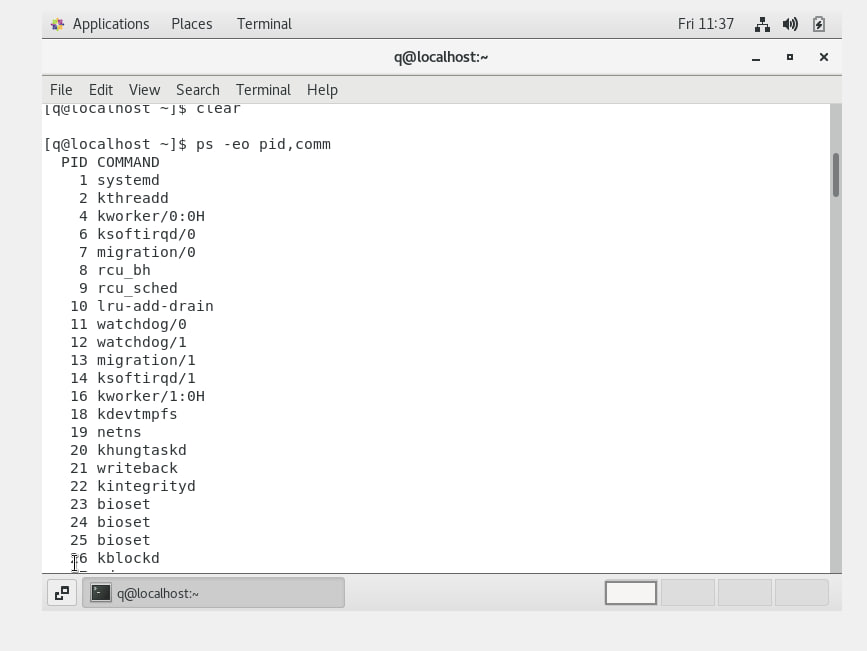 Applications Places Terminal Fri 11:37
q@localhost:~
File Edit View Search Terminal Help
[q@localhost ~]$ clear
[q@localhost ~]$ ps -eo pid,comm
PID COMMAND
1 systemd
2 kthreadd
4 kworker/0:0H
6 ksoftirqd/0
7 migration/0
8 rcu_bh
9 rcu_sched
10 lru-add-drain
11 watchdog/0
12 watchdog/1
13 migration/1
14 ksoftirqd/1
16 kworker/1:0H
18 kdevtmpfs
19 netns
20 khungtaskd
21 writeback
22 kintegrityd
23 bioset
24 bioset
25 bioset
26 kblockd
q@localhost:~